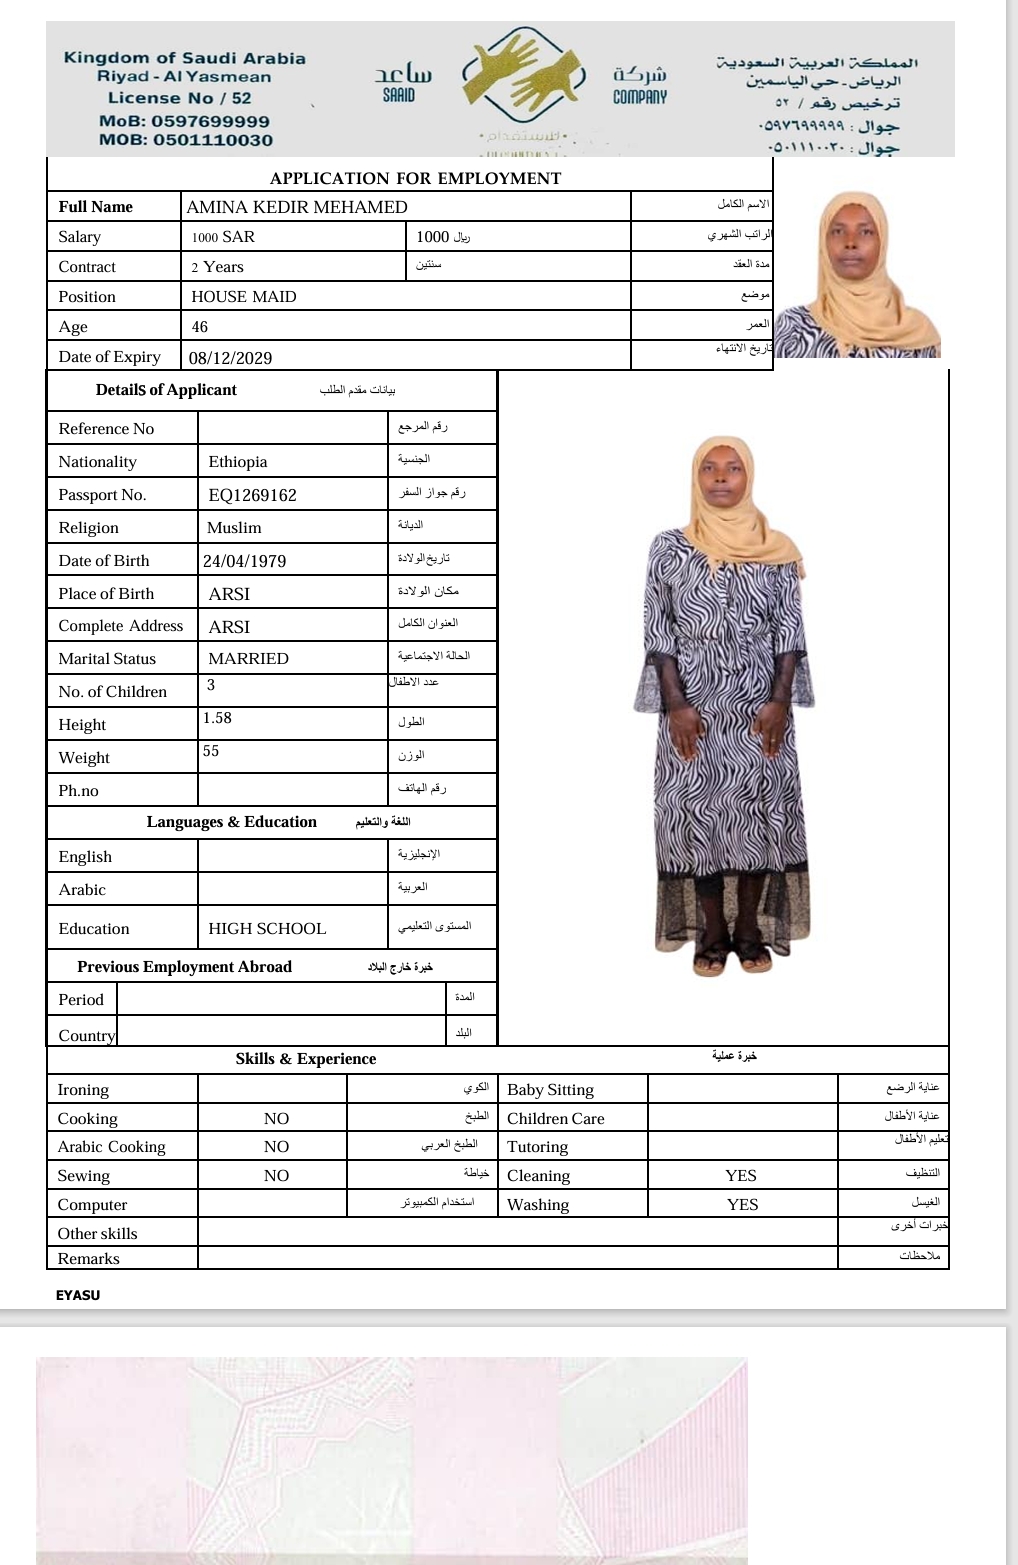 Kingdom of Saudi Arabia
Riyad - Al Yasmean
License No / 52
MoB: 0597699999
MOB: 0501110030
ساعد
SAAID
شركة
COMPANY
•للاستقدام•
المملكة العربية السعودية
الرياض - حي الياسمين
ترخيص رقم / ٥٢
جوال : ٠٥٩٧٦٩٩٩٩٩
جوال : ٠٥٠١١١٠٠٣٠
APPLICATION FOR EMPLOYMENT
Full Name AMINA KEDIR MEHAMED الاسم الكامل
Salary 1000 SAR 1000 ريال الراتب الشهري
Contract 2 Years سنتين مدة العقد
Position HOUSE MAID موضع
Age 46 العمر
Date of Expiry 08/12/2029 تاريخ الانتهاء
Details of Applicant بيانات مقدم الطلب
Reference No رقم المرجع
Nationality Ethiopia الجنسية
Passport No. EQ1269162 رقم جواز السفر
Religion Muslim الديانة
Date of Birth 24/04/1979 تاريخ الولادة
Place of Birth ARSI مكان الولادة
Complete Address ARSI العنوان الكامل
Marital Status MARRIED الحالة الاجتماعية
No. of Children 3 عدد الاطفال
Height 1.58 الطول
Weight 55 الوزن
Ph.no رقم الهاتف
Languages & Education اللغة والتعليم
English الإنجليزية
Arabic العربية
Education HIGH SCHOOL المستوى التعليمي
Previous Employment Abroad خبرة خارج البلاد
Period المدة
Country البلد
Skills & Experience خبرة عملية
Ironing الكوي Baby Sitting عناية الرضع
Cooking NO الطبخ Children Care عناية الأطفال
Arabic Cooking NO الطبخ العربي Tutoring تعليم الأطفال
Sewing NO خياطة Cleaning YES التنظيف
Computer استخدام الكمبيوتر Washing YES الغيسل
Other skills خبرات أخرى
Remarks ملاحظات
EYASU